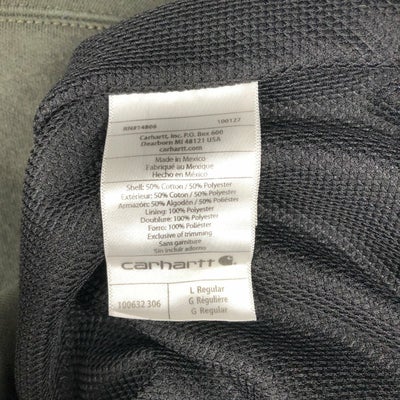 RN#14806 100127
Carhartt, Inc. P.O. Box 600
Dearborn MI 48121 USA
carhartt.com
Made in Mexico
Fabriqué au Mexique
Hecho en México
Shell: 50% Cotton / 50% Polyester
Extérieur: 50% Coton / 50% Polyester
Armazón: 50% Algodón / 50% Poliéster
Lining: 100% Polyester
Doublure: 100% Polyester
Forro: 100% Poliéster
Exclusive of trimming
Sans garniture
Sin incluir adorno
carhartt
100632 306
L Regular
G Régulière
G Regular